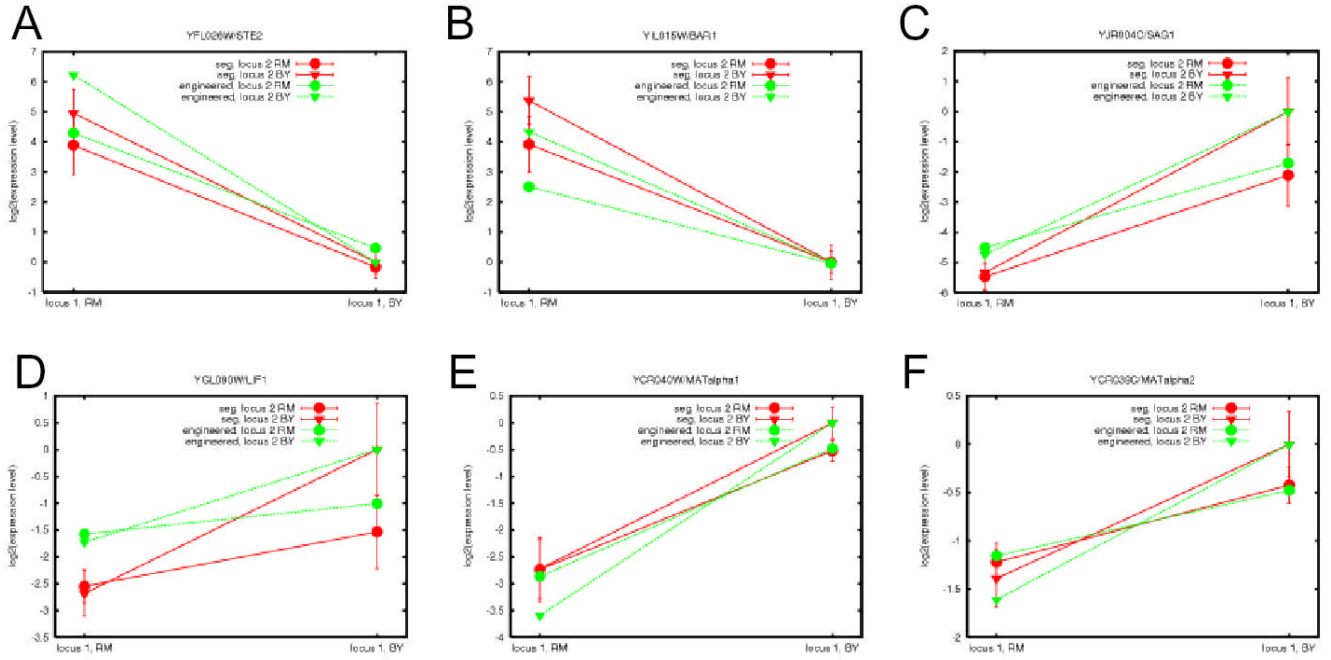 A
YFL026W/STE2
seg, locus 2 RM
seg, locus 2 BY
engineered, locus 2 RM
engineered, locus 2 BY
log2(expression level)
7
6
5
4
3
2
1
0
-1
locus 1, RM
locus 1, BY
B
YIL015W/BAR1
seg, locus 2 RM
seg, locus 2 BY
engineered, locus 2 RM
engineered, locus 2 BY
log2(expression level)
7
6
5
4
3
2
1
0
-1
locus 1, RM
locus 1, BY
C
YJR004C/SAG1
seg, locus 2 RM
seg, locus 2 BY
engineered, locus 2 RM
engineered, locus 2 BY
log2(expression level)
2
1
0
-1
-2
-3
-4
-5
-6
locus 1, RM
locus 1, BY
D
YGL090W/LIF1
seg, locus 2 RM
seg, locus 2 BY
engineered, locus 2 RM
engineered, locus 2 BY
log2(expression level)
1
0.5
0
-0.5
-1
-1.5
-2
-2.5
-3
-3.5
locus 1, RM
locus 1, BY
E
YCR040W/MATalpha1
seg, locus 2 RM
seg, locus 2 BY
engineered, locus 2 RM
engineered, locus 2 BY
log2(expression level)
0.5
0
-0.5
-1
-1.5
-2
-2.5
-3
-3.5
-4
locus 1, RM
locus 1, BY
F
YCR039C/MATalpha2
seg, locus 2 RM
seg, locus 2 BY
engineered, locus 2 RM
engineered, locus 2 BY
log2(expression level)
0.5
0
-0.5
-1
-1.5
-2
locus 1, RM
locus 1, BY